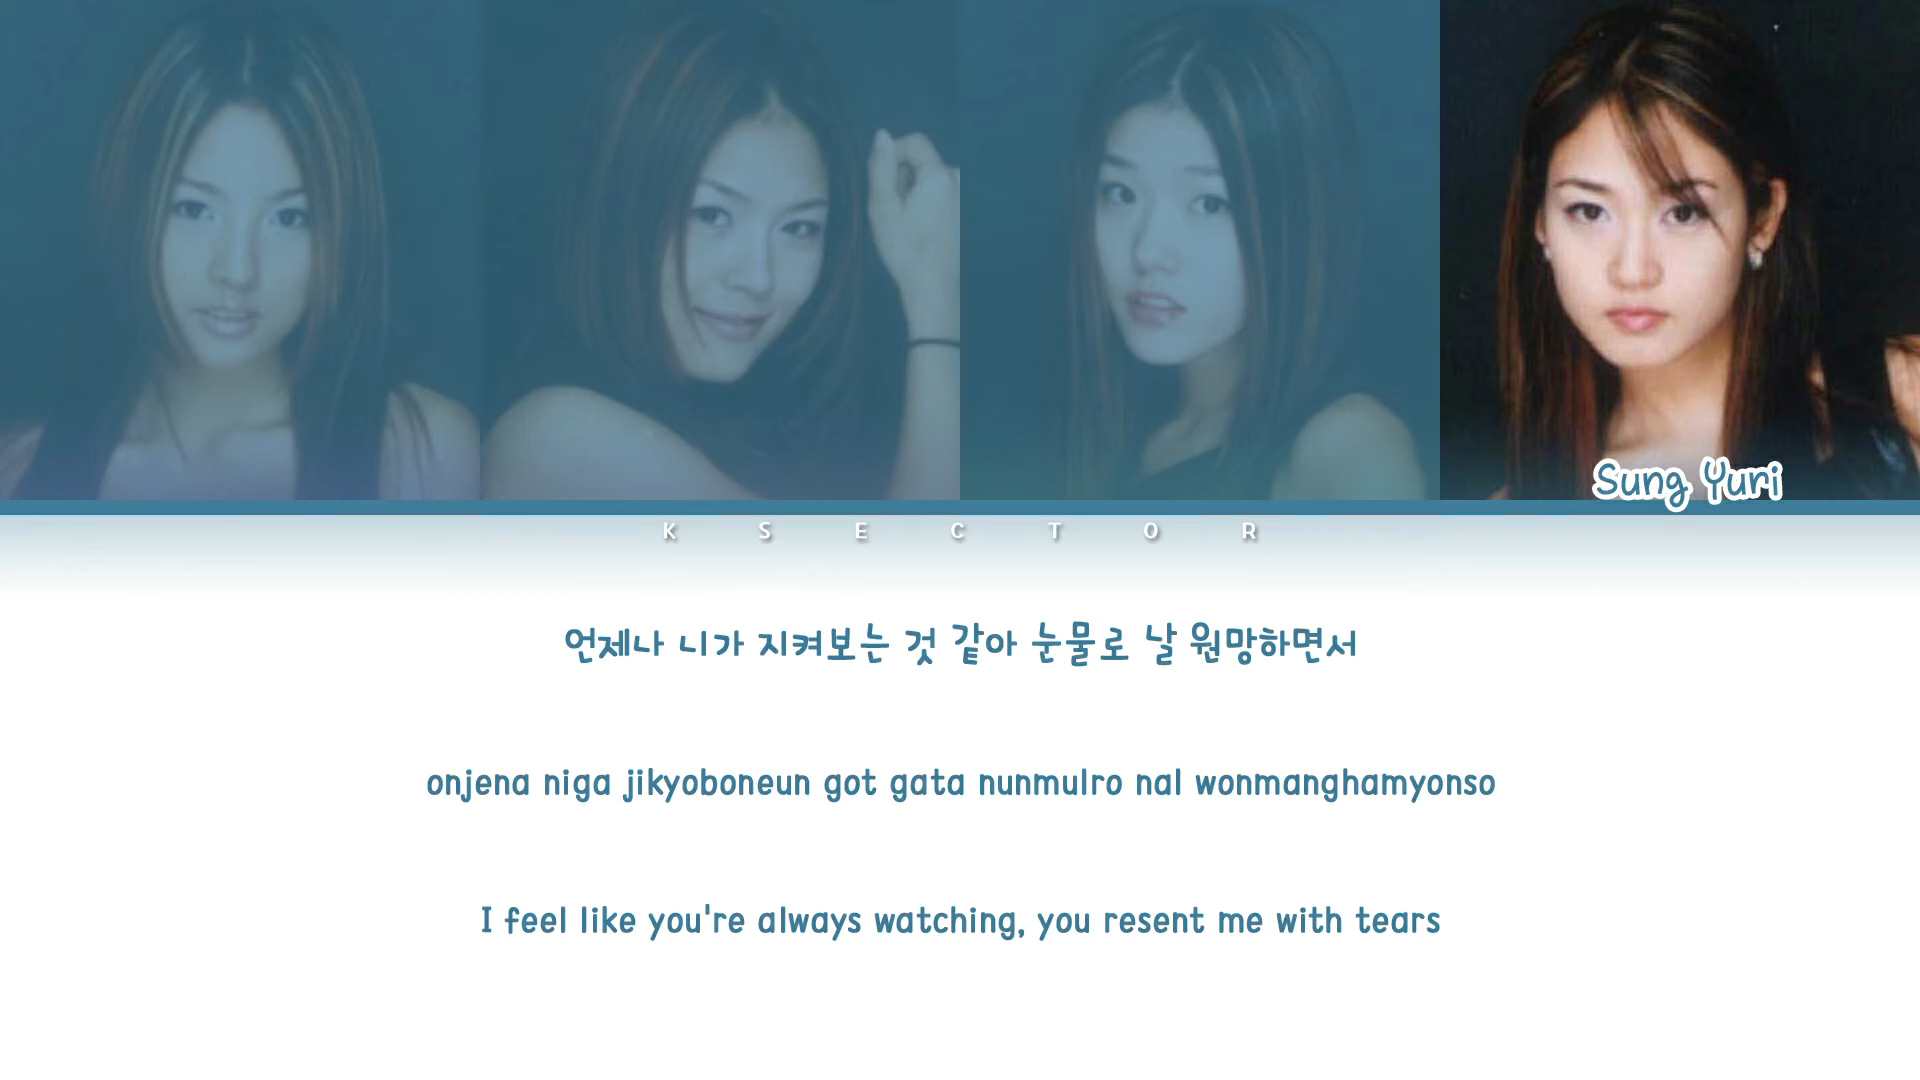 Sung Yuri
K S E C T O R
언제나 니가 지켜보는 것 같아 눈물로 날 원망하면서
onjena niga jikyoboneun got gata nunmulro nal wonmanghamyonso
I feel like you're always watching, you resent me with tears